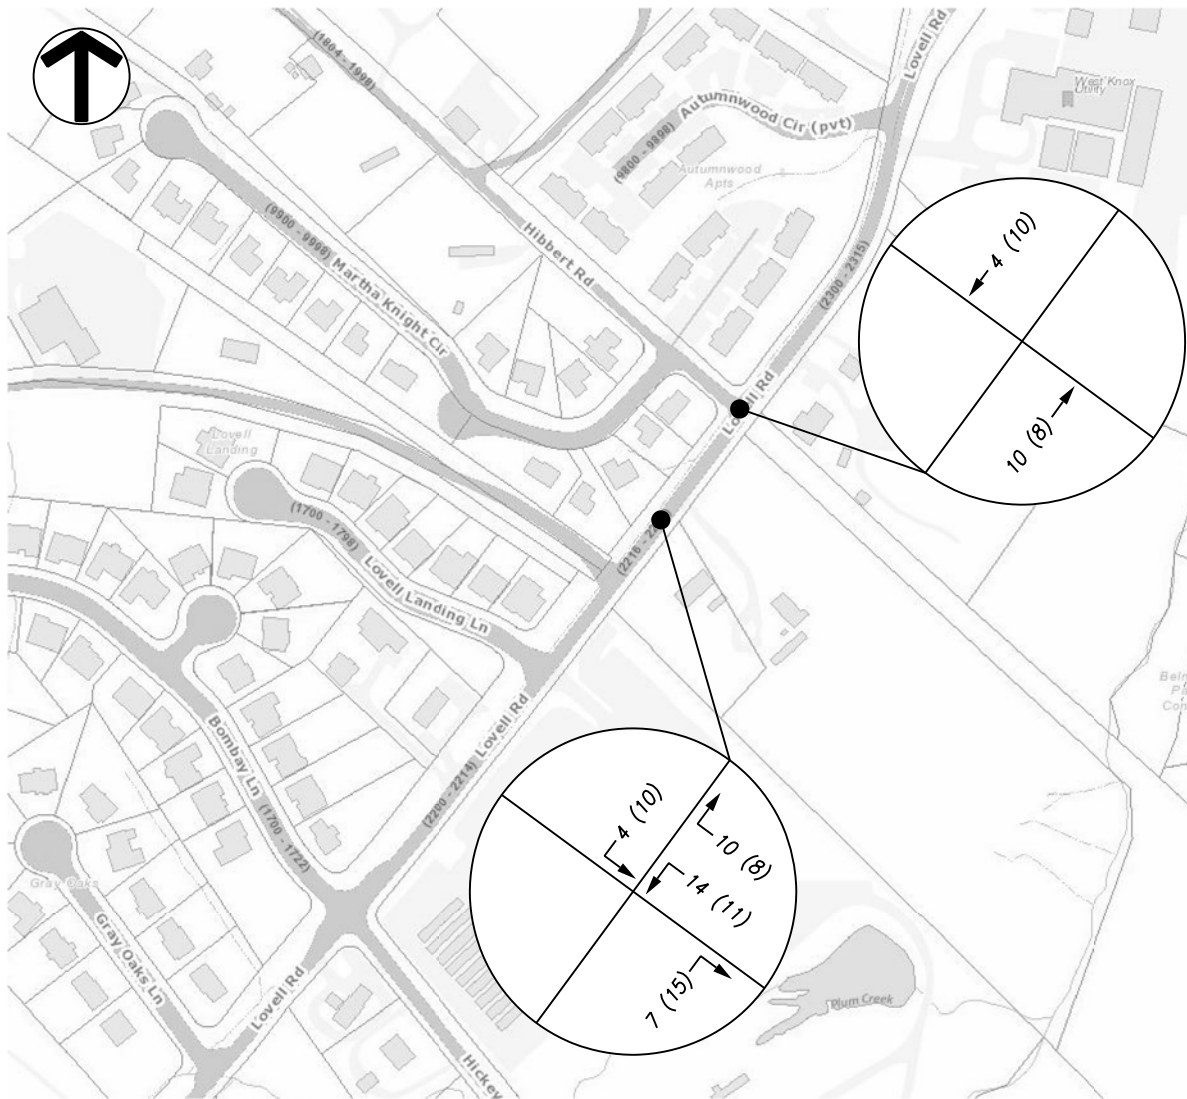 (1804 - 1998)
Lovell Rd
West Knox
Utility
Autumnwood Cir (pvt)
(9800 - 9898)
Autumnwood
Apts
(9900 - 9998) Martha Knight Cir
Hibbert Rd
(2300 - 2315)
4 (10)
10 (8)
Lovell Rd
Lovell
Landing
(1700 - 1798)
Lovell Landing Ln
(2216 - 2
Lovell Rd
(2200 - 2214)
Bombay Ln
(1700 - 1722)
4 (10)
10 (8)
14 (11)
7 (15)
Gray Oaks
Gray Oaks Ln
Lovell Rd
Plum Creek
Hickey